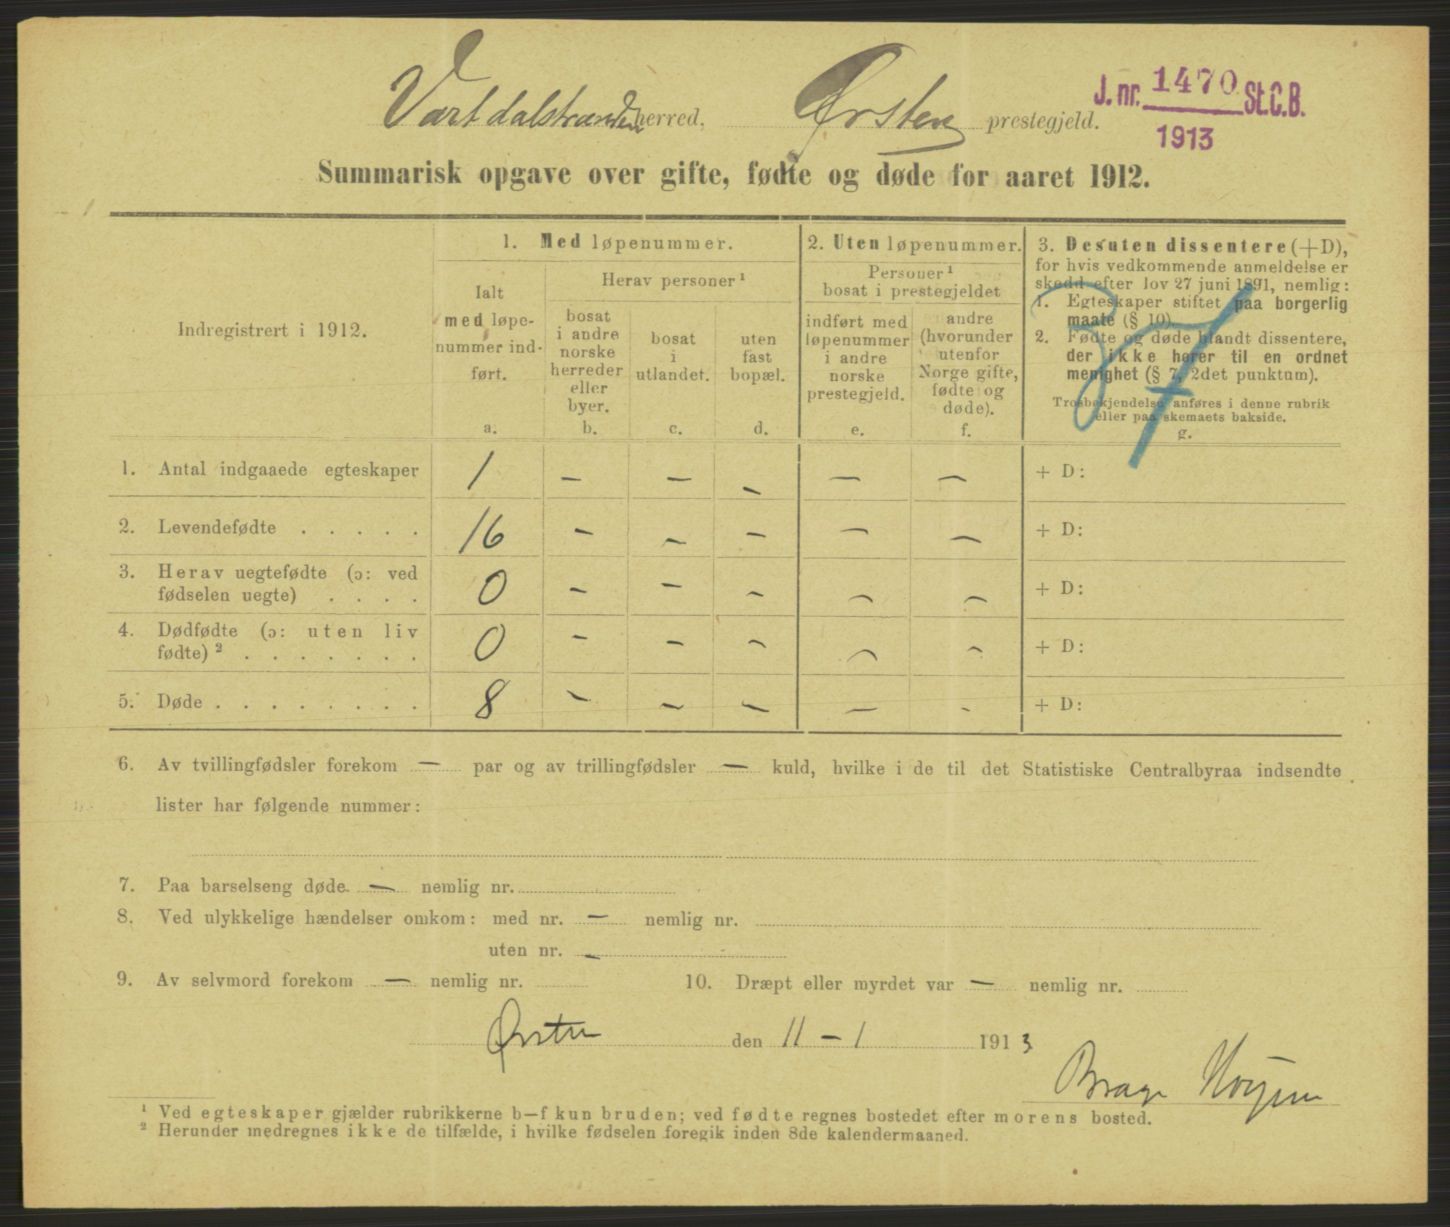 Vartdalstranden herred, Ørsten prestegjeld.
J. nr. 1470 St.C.B.
1913
Summarisk opgave over gifte, fødte og døde for aaret 1912.
Indregistrert i 1912.
1. Med løpenummer.
Ialt
med løpe-
nummer ind-
ført.
a.
Herav personer ¹
bosat
i andre
norske
herreder
eller
byer.
b.
bosat
i
utlandet.
c.
uten
fast
bopæl.
d.
2. Uten løpenummer.
Personer ¹
bosat i prestegjeldet
indført med
løpenummer
i andre
norske
prestegjeld.
e.
andre
(hvorunder
utenfor
Norge gifte,
fødte og
døde).
f.
3. Desuten dissentere (+D),
for hvis vedkommende anmeldelse er
skedd efter lov 27 juni 1891, nemlig:
1. Egteskaper stiftet paa borgerlig
maate (§ 10).
2. Fødte og døde blandt dissentere,
der ikke hører til en ordnet
menighet (§ 7, 2det punktum).
Trosbekjendelse anføres i denne rubrik
eller paa skemaets bakside.
g.
37
1. Antal indgaaede egteskaper 1 – – – – – + D:
2. Levendefødte . . . . . 16 – – – – – + D:
3. Herav uegtefødte (ɔ: ved
fødselen uegte) . . . . 0 – – – – – + D:
4. Dødfødte (ɔ: uten liv
fødte) ² . . . . . . . 0 – – – – – + D:
5. Døde . . . . . . . . 8 – – – – – + D:
6. Av tvillingfødsler forekom – par og av trillingfødsler – kuld, hvilke i de til det Statistiske Centralbyraa indsendte
lister har følgende nummer:
7. Paa barselseng døde – nemlig nr.
8. Ved ulykkelige hændelser omkom: med nr. – nemlig nr.
uten nr. –
9. Av selvmord forekom – nemlig nr. 10. Dræpt eller myrdet var – nemlig nr.
Ørsten den 11 – 1 1913
Brage Høyem
¹ Ved egteskaper gjælder rubrikkerne b–f kun bruden; ved fødte regnes bostedet efter morens bosted.
² Herunder medregnes ikke de tilfælde, i hvilke fødselen foregik inden 8de kalendermaaned.